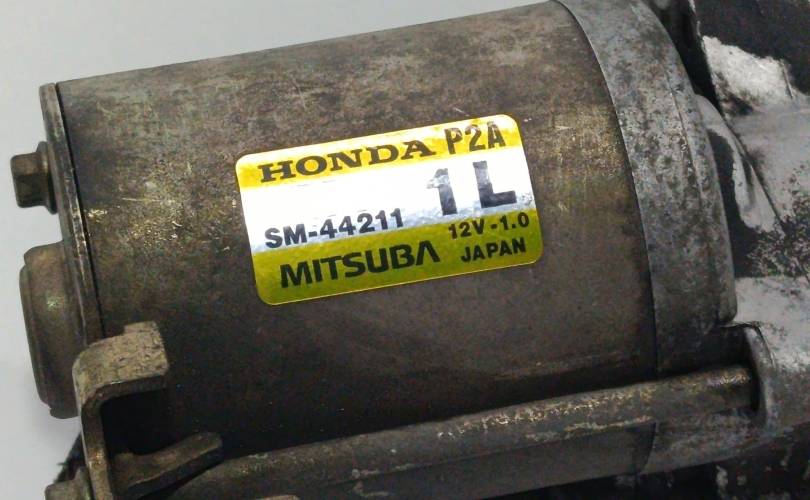 HONDA P2A
1L
SM-44211
12V-1.0
MITSUBA JAPAN